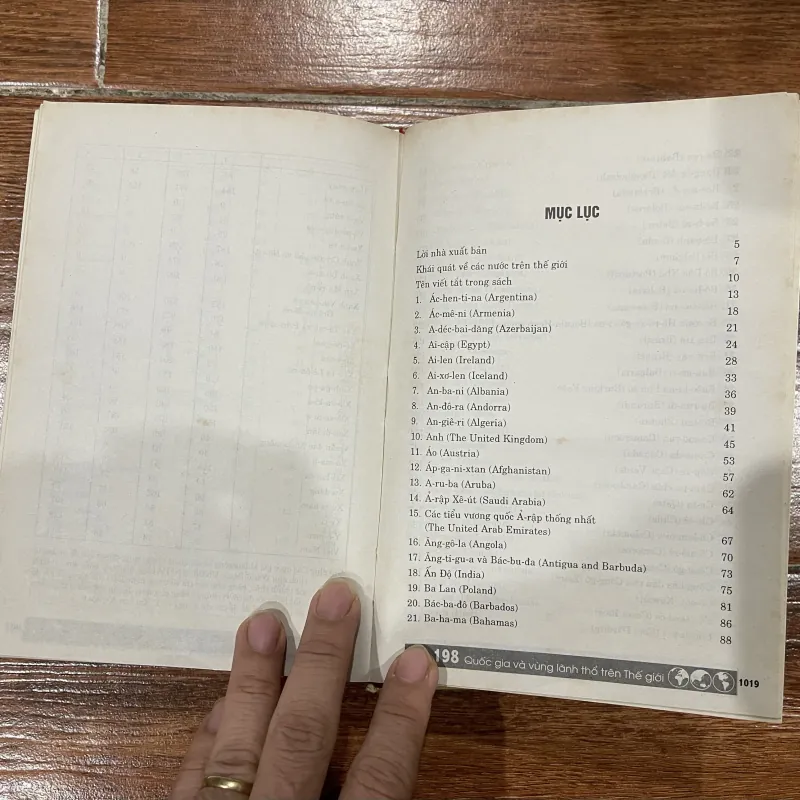 MỤC LỤC
Lời nhà xuất bản 5
Khái quát về các nước trên thế giới 7
Tên viết tắt trong sách 10
1. Ác-hen-ti-na (Argentina) 13
2. Ác-mê-ni (Armenia) 18
3. A-déc-bai-dăng (Azerbaijan) 21
4. Ai-cập (Egypt) 24
5. Ai-len (Ireland) 28
6. Ai-xơ-len (Iceland) 33
7. An-ba-ni (Albania) 36
8. An-đô-ra (Andorra) 39
9. An-giê-ri (Algeria) 41
10. Anh (The United Kingdom) 45
11. Áo (Austria) 53
12. Áp-ga-ni-xtan (Afghanistan) 57
13. A-ru-ba (Aruba) 62
14. Ả-rập Xê-út (Saudi Arabia) 64
15. Các tiểu vương quốc Ả-rập thống nhất
(The United Arab Emirates) 67
16. Ăng-gô-la (Angola) 70
17. Ăng-ti-gu-a và Bác-bu-đa (Antigua and Barbuda) 73
18. Ấn Độ (India) 75
19. Ba Lan (Poland) 81
20. Bác-ba-đô (Barbados) 86
21. Ba-ha-ma (Bahamas) 88
198 Quốc gia và vùng lãnh thổ trên Thế giới 1019